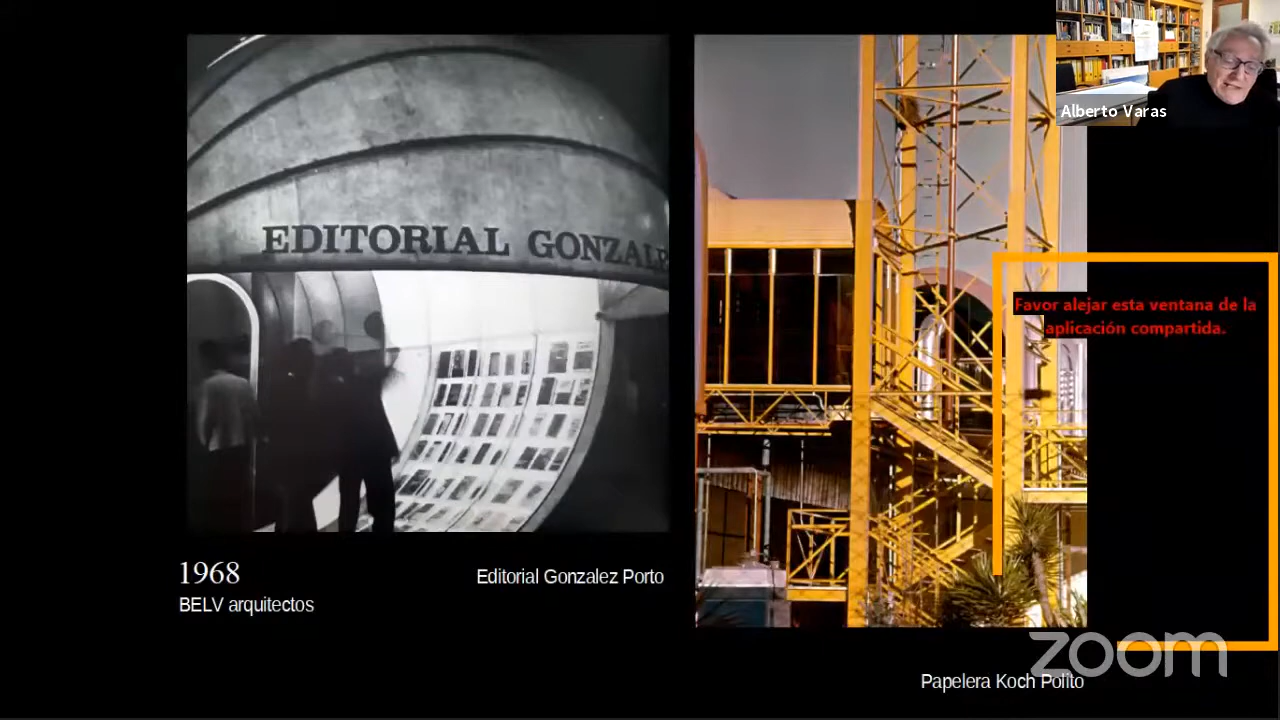 Alberto Varas
EDITORIAL GONZALE
Favor alejar esta ventana de la
aplicación compartida.
1968
Editorial Gonzalez Porto
BELV arquitectos
zoom
Papelera Koch Polito